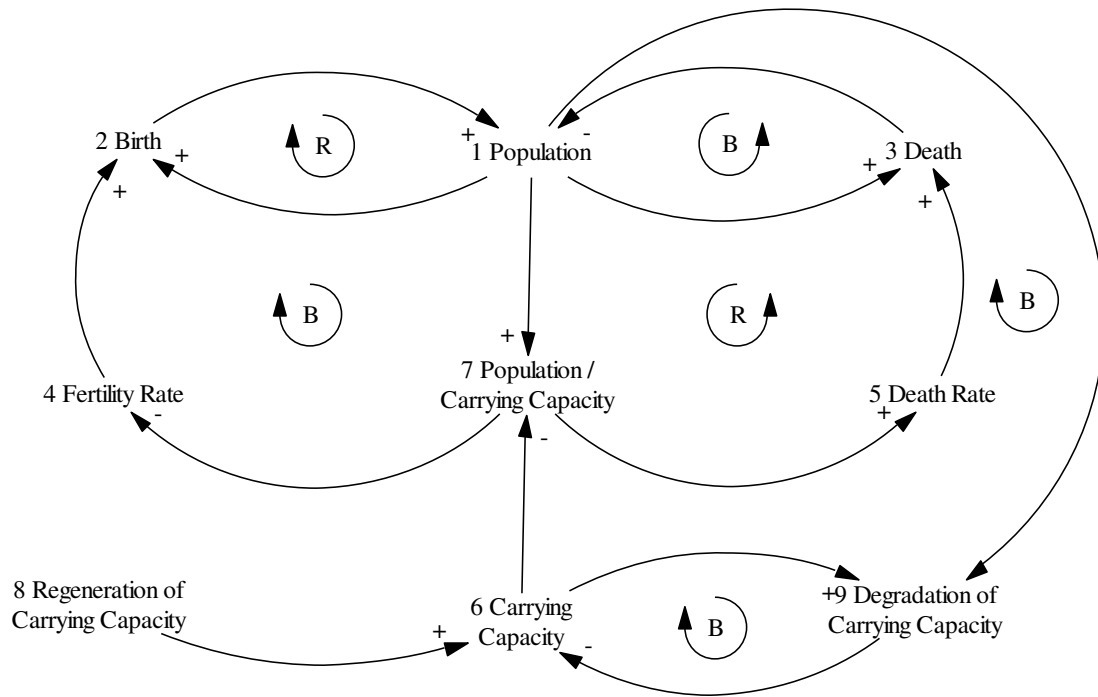 2 Birth
+
+
R
+
1 Population
-
B
+
3 Death
+
B
R
B
4 Fertility Rate
-
+
7 Population /
Carrying Capacity
-
5 Death Rate
+
8 Regeneration of
Carrying Capacity
+
6 Carrying
Capacity
-
B
+9 Degradation of
Carrying Capacity